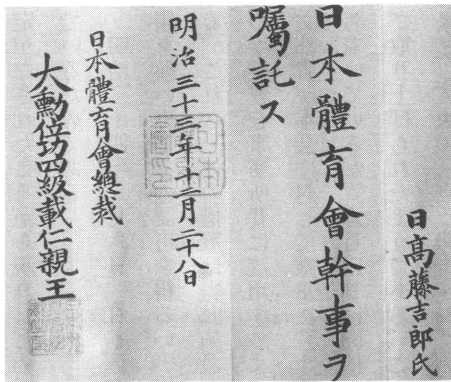 日高藤吉郎氏
日本體育會幹事ヲ
囑託ス
明治三十三年十二月二十八日
日本體育會總裁
大勳位功四級載仁親王